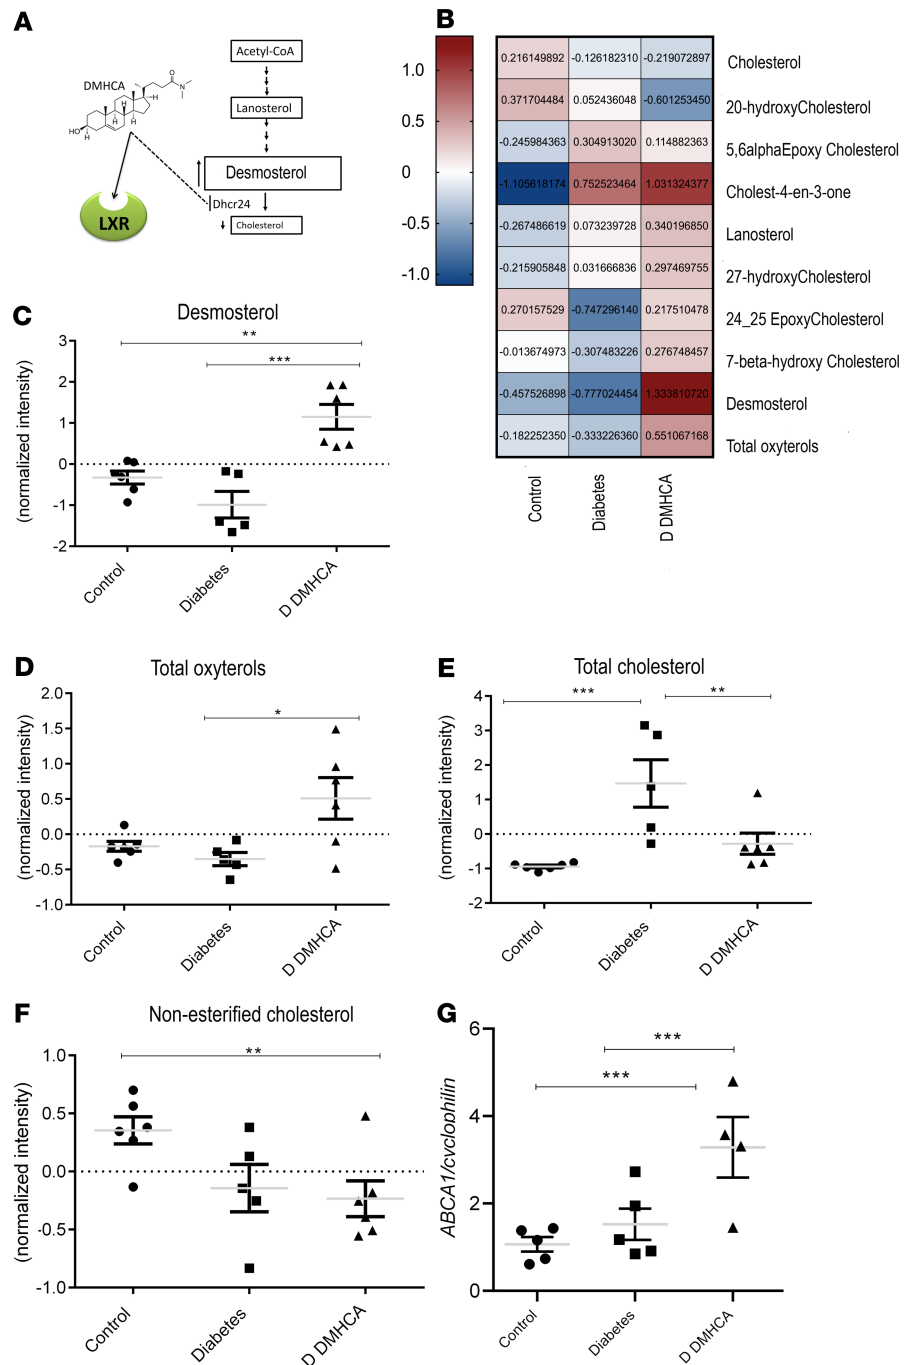 A
DMHCA
O
N
H
H
H
HO
H
LXR
Acetyl-CoA
Lanosterol
Desmosterol
Dhcr24
Cholesterol
B
1.0
0.5
0
-0.5
-1.0
0.216149892 -0.126182310 -0.219072897 Cholesterol
0.371704484 0.052436048 -0.601253450 20-hydroxyCholesterol
-0.245984363 0.304913020 0.114882363 5,6alphaEpoxy Cholesterol
-1.105618174 0.752523464 1.031324377 Cholest-4-en-3-one
-0.267486619 0.073239728 0.340196850 Lanosterol
-0.215905848 0.031666836 0.297469755 27-hydroxyCholesterol
0.270157529 -0.747296140 0.217510478 24_25 EpoxyCholesterol
-0.013674973 -0.307483226 0.276748457 7-beta-hydroxy Cholesterol
-0.457526898 -0.777024454 1.333810720 Desmosterol
-0.182252350 -0.333226360 0.551067168 Total oxyterols
Control Diabetes D DMHCA
C
Desmosterol
**
***
(normalized intensity)
3
2
1
0
-1
-2
Control Diabetes D DMHCA
D
Total oxyterols
*
(normalized intensity)
2.0
1.5
1.0
0.5
0.0
-0.5
-1.0
Control Diabetes D DMHCA
E
Total cholesterol
*** **
(normalized intensity)
4
3
2
1
0
-1
-2
Control Diabetes D DMHCA
F
Non-esterified cholesterol
**
(normalized intensity)
1.0
0.5
0.0
-0.5
-1.0
Control Diabetes D DMHCA
G
***
***
ABCA1/cyclophilin
6
4
2
0
Control Diabetes D DMHCA